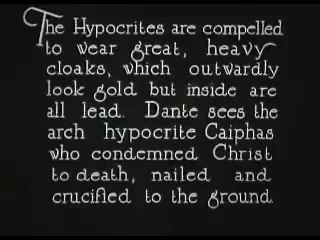 The Hypocrites are compelled
to wear great, heavy
cloaks, which outwardly
look gold but inside are
all lead. Dante sees the
arch hypocrite Caiphas
who condemned Christ
to death, nailed and
crucified to the ground.